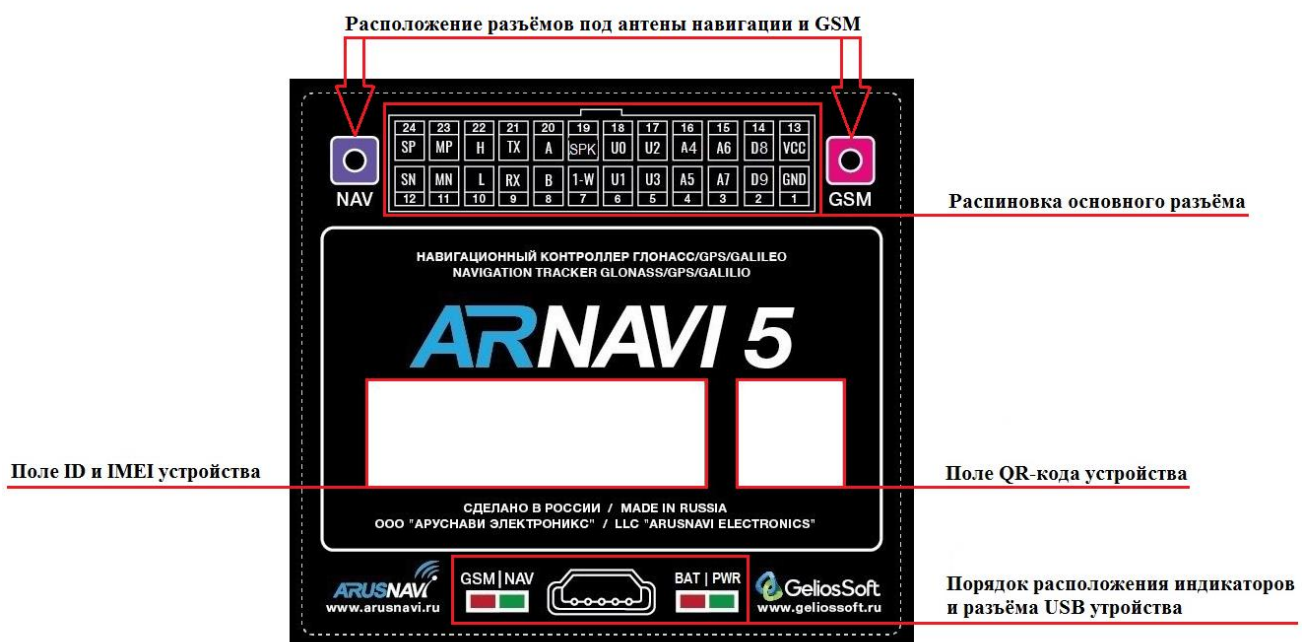 Расположение разъёмов под антены навигации и GSM
24 23 22 21 20 19 18 17 16 15 14 13
SP MP H TX A SPK U0 U2 A4 A6 D8 VCC
SN MN L RX B 1-W U1 U3 A5 A7 D9 GND
12 11 10 9 8 7 6 5 4 3 2 1
NAV
GSM
Распиновка основного разъёма
НАВИГАЦИОННЫЙ КОНТРОЛЛЕР ГЛОНАСС/GPS/GALILEO
NAVIGATION TRACKER GLONASS/GPS/GALILIO
ARNAVI 5
Поле ID и IMEI устройства
Поле QR-кода устройства
СДЕЛАНО В РОССИИ / MADE IN RUSSIA
ООО "АРУСНАВИ ЭЛЕКТРОНИКС" / LLC "ARUSNAVI ELECTRONICS"
ARUSNAVI
www.arusnavi.ru
GSM|NAV
BAT | PWR
GeliosSoft
www.geliossoft.ru
Порядок расположения индикаторов
и разъёма USB утройства